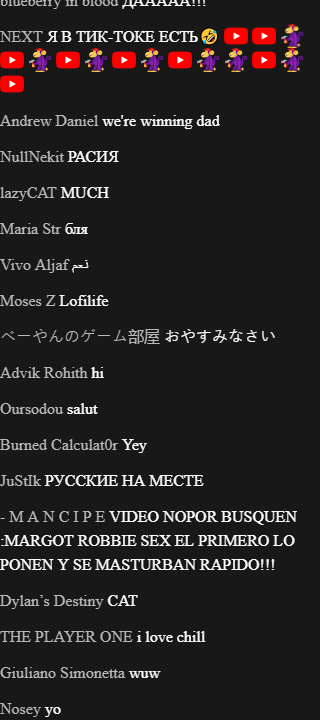 blueberry in blood ДААААА!!!
NEXT Я В ТИК-ТОКЕ ЕСТЬ
Andrew Daniel we're winning dad
NullNekit РАСИЯ
lazyCAT MUCH
Maria Str бля
Vivo Aljaf نعم
Moses Z Lofilife
べーやんのゲーム部屋 おやすみなさい
Advik Rohith hi
Oursodou salut
Burned Calculat0r Yey
JuStIk РУССКИЕ НА МЕСТЕ
- M A N C I P E VIDEO NOPOR BUSQUEN
:MARGOT ROBBIE SEX EL PRIMERO LO
PONEN Y SE MASTURBAN RAPIDO!!!
Dylan’s Destiny CAT
THE PLAYER ONE i love chill
Giuliano Simonetta wuw
Nosey yo